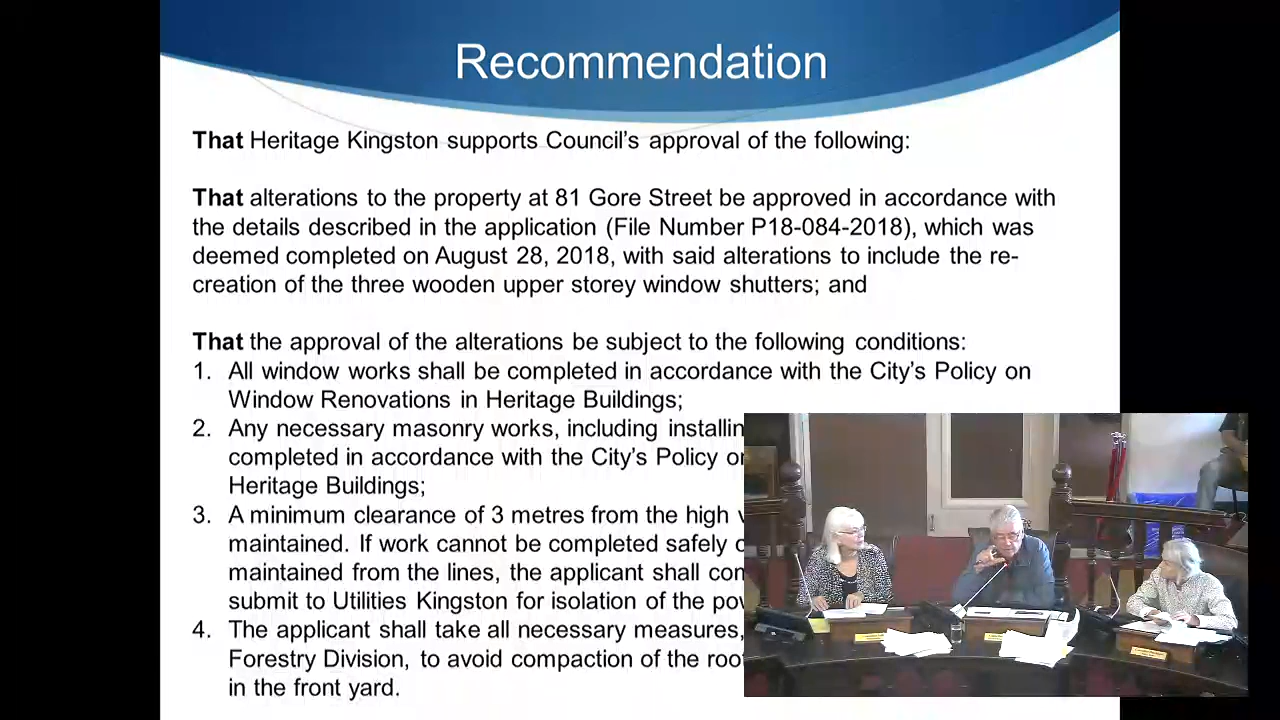 Recommendation
That Heritage Kingston supports Council's approval of the following:
That alterations to the property at 81 Gore Street be approved in accordance with
the details described in the application (File Number P18-084-2018), which was
deemed completed on August 28, 2018, with said alterations to include the re-
creation of the three wooden upper storey window shutters; and
That the approval of the alterations be subject to the following conditions:
1. All window works shall be completed in accordance with the City's Policy on
Window Renovations in Heritage Buildings;
2. Any necessary masonry works, including installin
completed in accordance with the City's Policy o
Heritage Buildings;
3. A minimum clearance of 3 metres from the high
maintained. If work cannot be completed safely
maintained from the lines, the applicant shall con
submit to Utilities Kingston for isolation of the po
4. The applicant shall take all necessary measures,
Forestry Division, to avoid compaction of the roo
in the front yard.